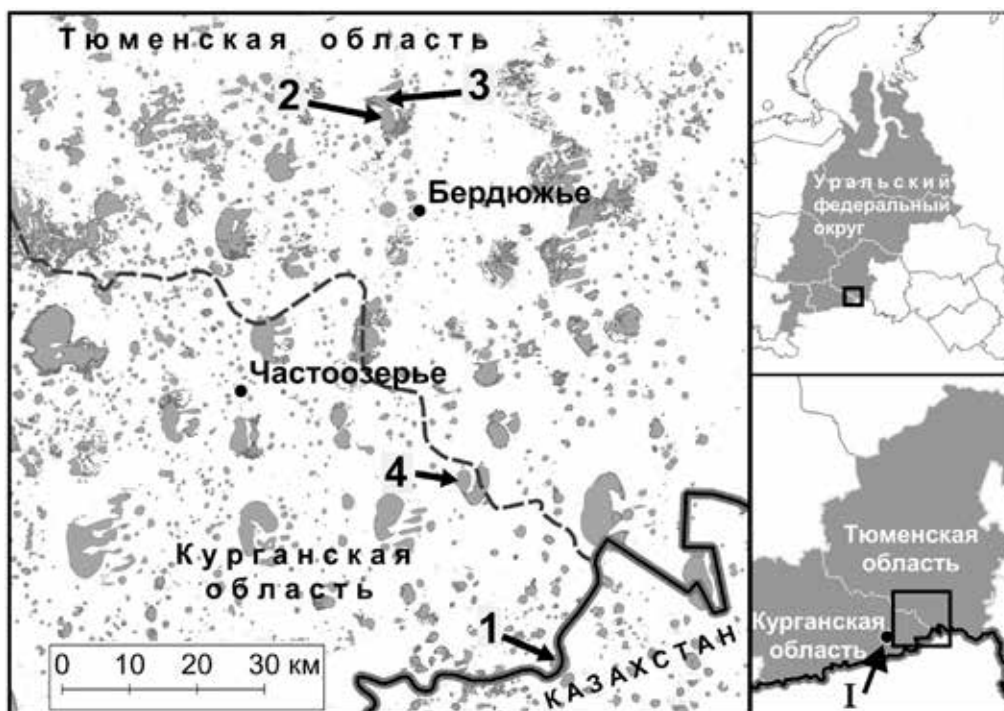 Тюменская область
2
3
Бердюжье
Частоозерье
4
Курганская
область
1
КАЗАХСТАН
0 10 20 30 км
Уральский
федеральный
округ
Тюменская
область
Курганская
область
I